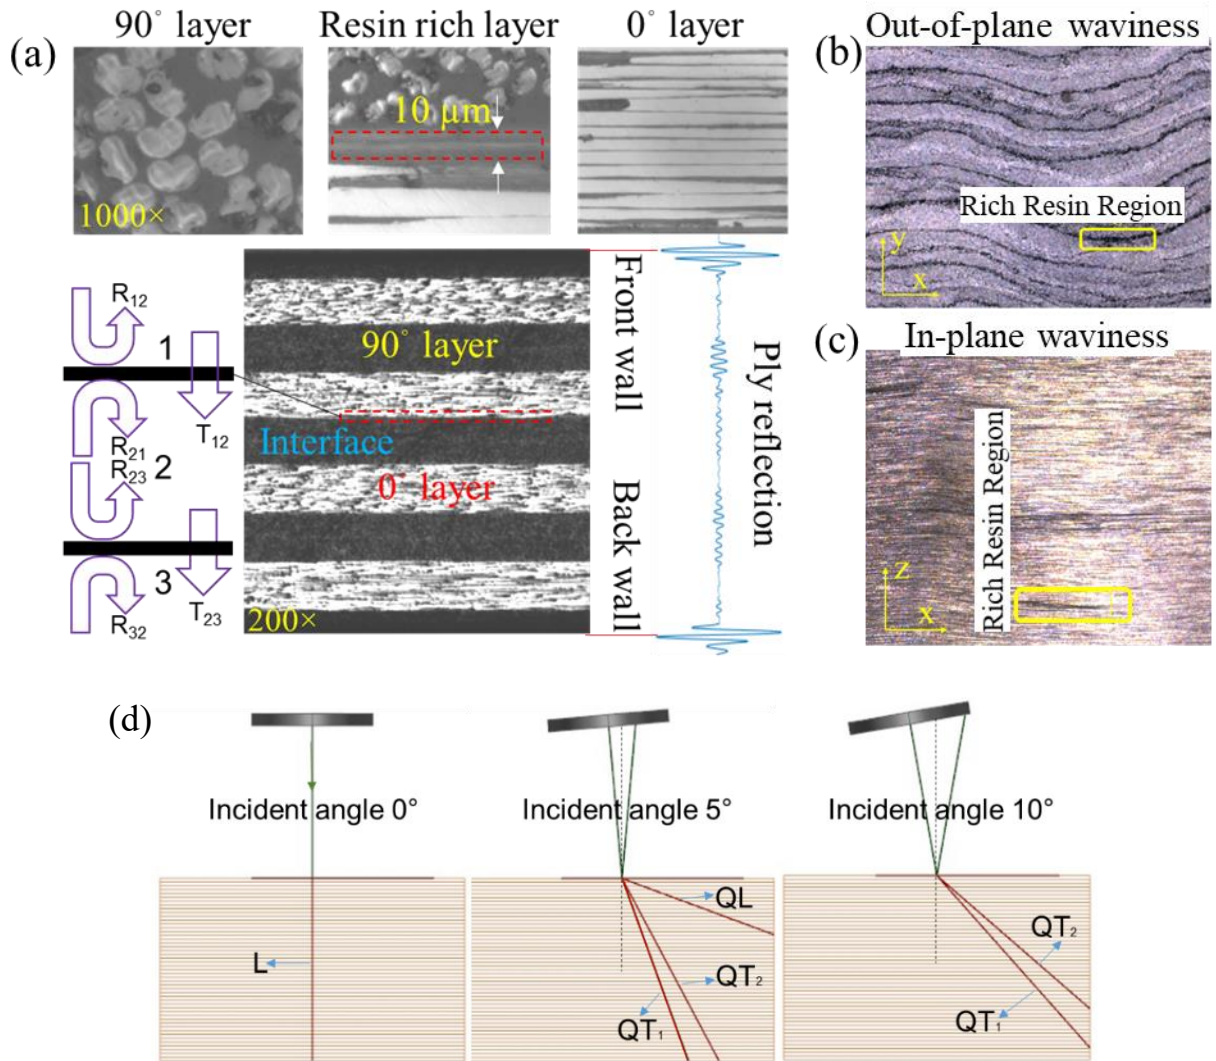 (a)
90° layer
Resin rich layer
0° layer
1000×
10 µm
R12
1
T12
R21
R23
2
3
R32
T23
90° layer
Interface
0° layer
200×
Front wall
Back wall
Ply reflection
(b)
Out-of-plane waviness
Rich Resin Region
y
x
(c)
In-plane waviness
Rich Resin Region
z
x
(d)
Incident angle 0°
Incident angle 5°
Incident angle 10°
L
QL
QT2
QT1
QT2
QT1